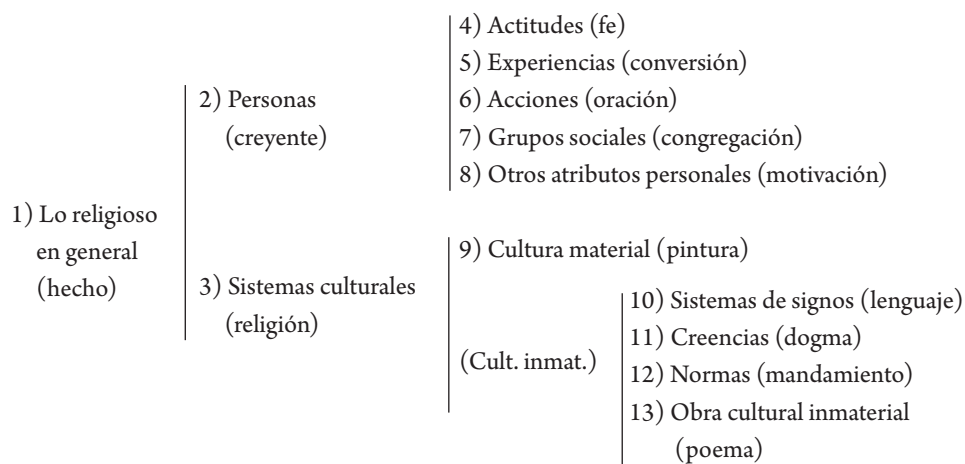 1) Lo religioso
en general
(hecho)
2) Personas
(creyente)
4) Actitudes (fe)
5) Experiencias (conversión)
6) Acciones (oración)
7) Grupos sociales (congregación)
8) Otros atributos personales (motivación)
3) Sistemas culturales
(religión)
9) Cultura material (pintura)
(Cult. inmat.)
10) Sistemas de signos (lenguaje)
11) Creencias (dogma)
12) Normas (mandamiento)
13) Obra cultural inmaterial
(poema)